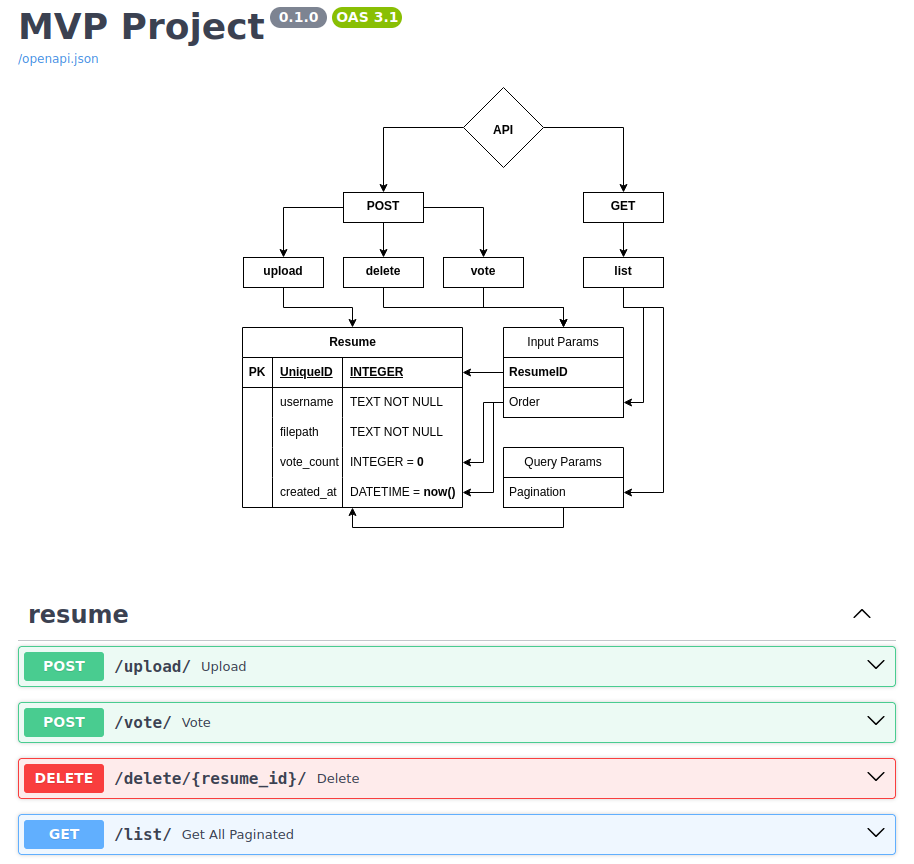 MVP Project 0.1.0 OAS 3.1
/openapi.json
API
POST GET
upload delete vote list
Resume
PK UniqueID INTEGER
username TEXT NOT NULL
filepath TEXT NOT NULL
vote_count INTEGER = 0
created_at DATETIME = now()
Input Params
ResumeID
Order
Query Params
Pagination
resume
POST /upload/ Upload
POST /vote/ Vote
DELETE /delete/{resume_id}/ Delete
GET /list/ Get All Paginated